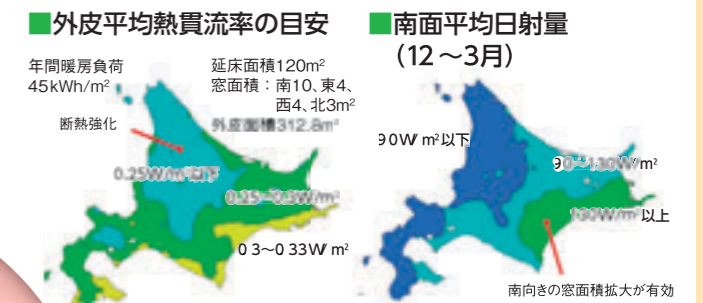 ■外皮平均熱貫流率の目安
年間暖房負荷
45kWh/m²
延床面積120m²
窓面積：南10、東4、
西4、北3m²
外皮面積312.8m²
断熱強化
0.25W/m²以下
0.25〜0.3W/m²
0 3〜0 33W/ m²
■南面平均日射量
（12〜3月）
90W/ m²以下
90〜130W/m²
130W/m²以上
南向きの窓面積拡大が有効